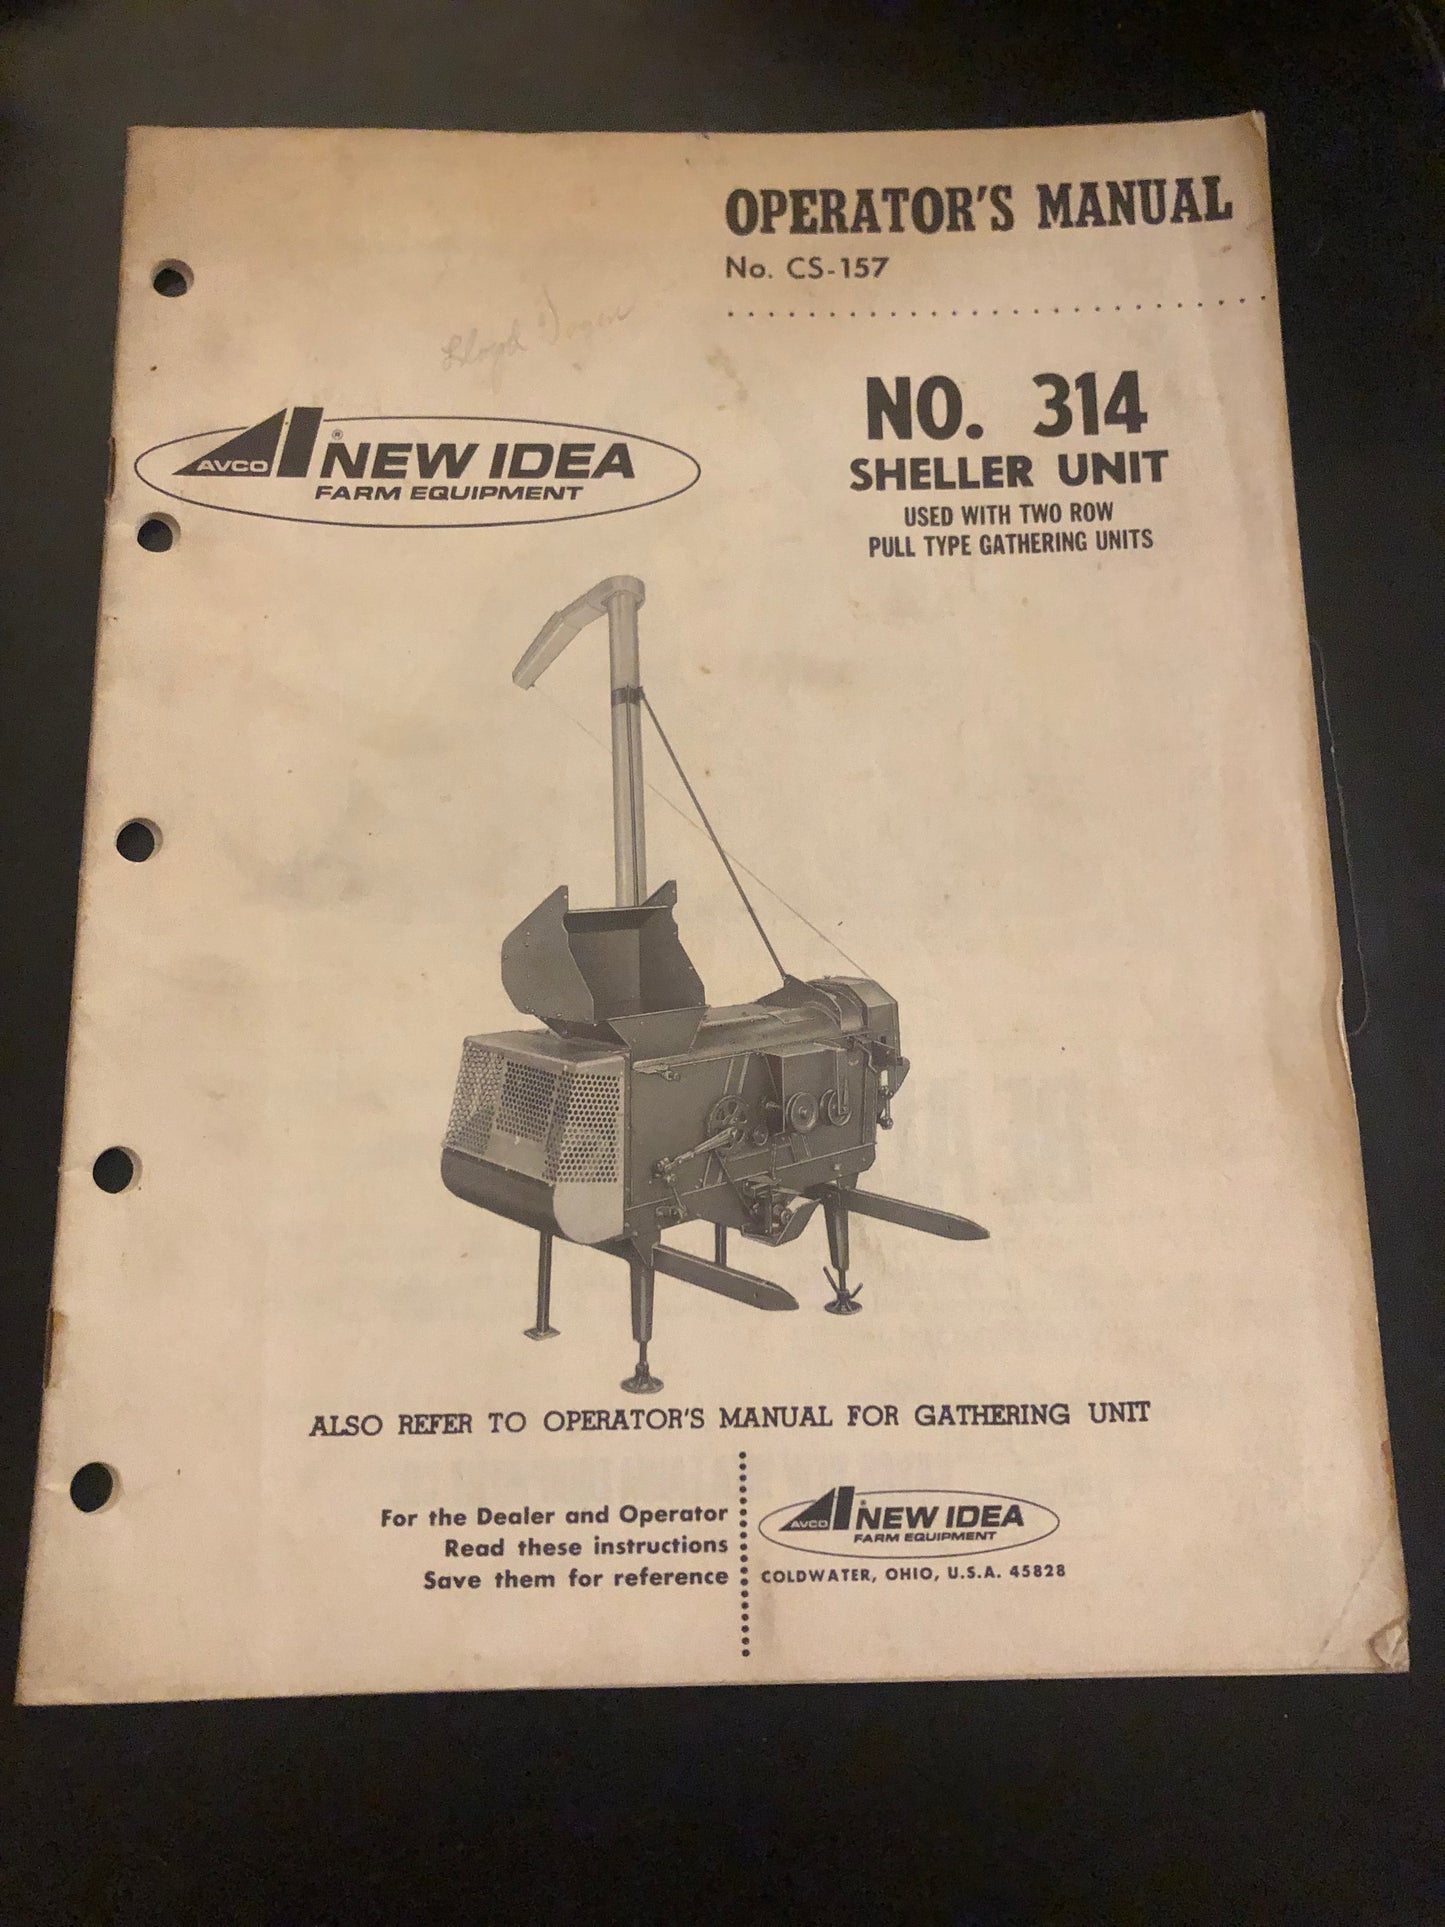 OPERATOR'S MANUAL
No. CS-157
Lloyd
AVCO ® NEW IDEA
FARM EQUIPMENT
NO. 314
SHELLER UNIT
USED WITH TWO ROW
PULL TYPE GATHERING UNITS
ALSO REFER TO OPERATOR'S MANUAL FOR GATHERING UNIT
For the Dealer and Operator
Read these instructions
Save them for reference
AVCO ® NEW IDEA
FARM EQUIPMENT
COLDWATER, OHIO, U.S.A. 45828